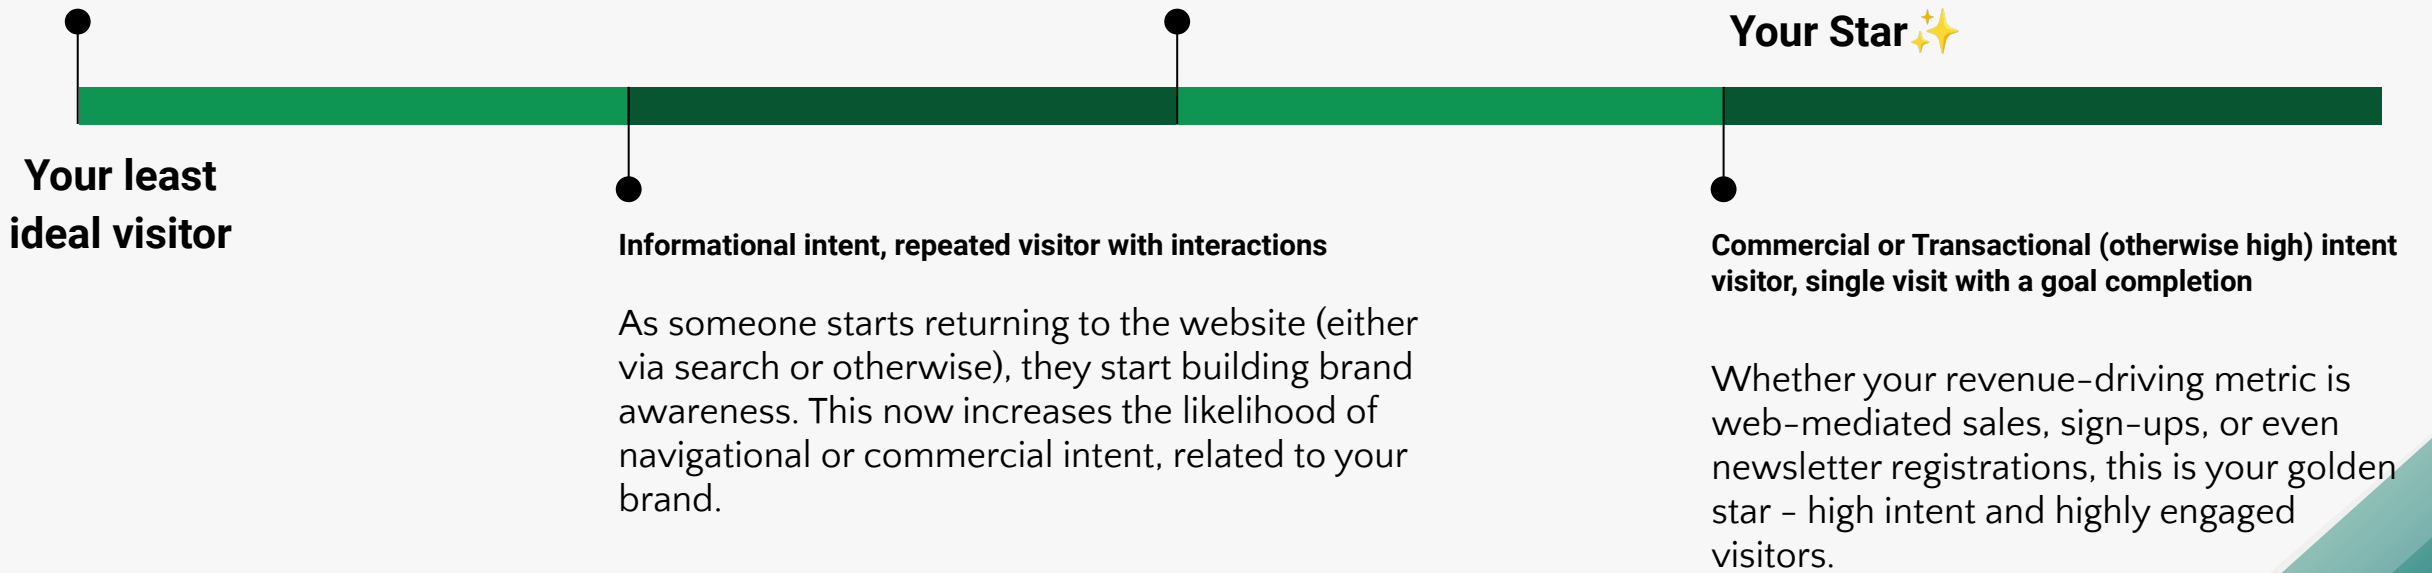 Your Star✨
Your least
ideal visitor
Informational intent, repeated visitor with interactions
As someone starts returning to the website (either
via search or otherwise), they start building brand
awareness. This now increases the likelihood of
navigational or commercial intent, related to your
brand.
Commercial or Transactional (otherwise high) intent
visitor, single visit with a goal completion
Whether your revenue-driving metric is
web-mediated sales, sign-ups, or even
newsletter registrations, this is your golden
star - high intent and highly engaged
visitors.